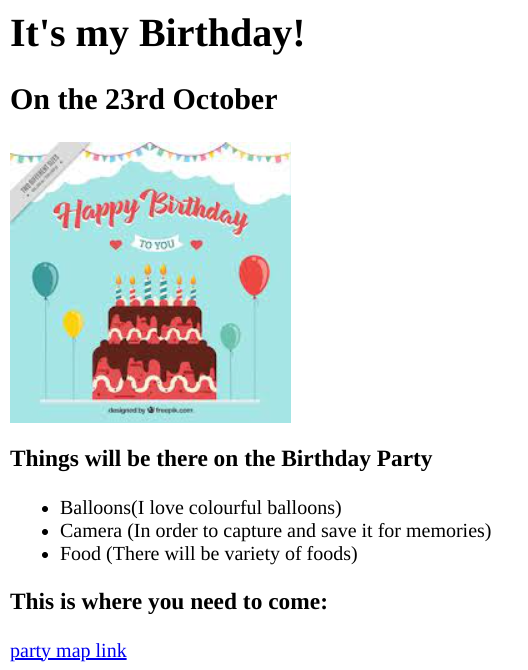 It's my Birthday!
On the 23rd October
Happy Birthday
TO YOU
designed by freepik.com
Things will be there on the Birthday Party
Balloons(I love colourful balloons)
Camera (In order to capture and save it for memories)
Food (There will be variety of foods)
This is where you need to come:
party map link